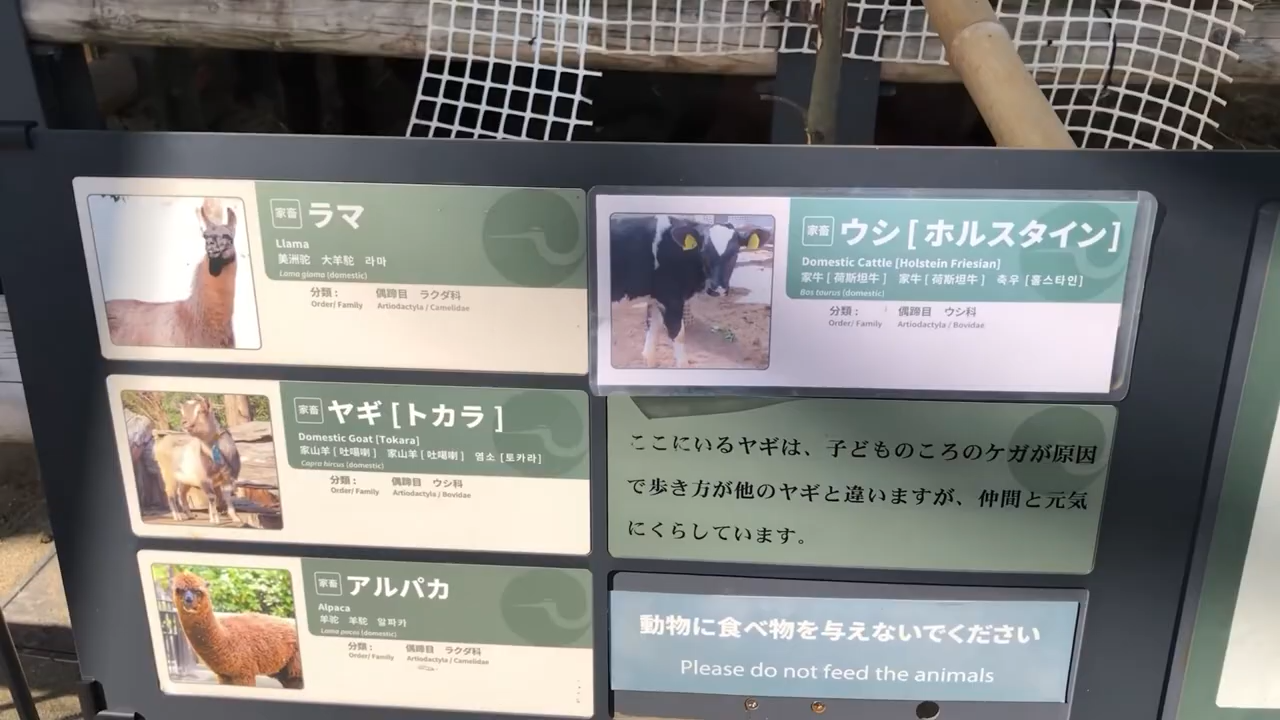 家畜 ラマ
Llama
美洲驼 大羊駝 라마
Lama glama (domestic)
分類： 偶蹄目 ラクダ科
Order/ Family Artiodactyla / Camelidae
家畜 ヤギ [トカラ]
Domestic Goat [Tokara]
家山羊 [ 吐噶喇 ] 家山羊 [ 吐噶喇 ] 염소 [토카라]
Capra hircus (domestic)
分類： 偶蹄目 ウシ科
Order/ Family Artiodactyla / Bovidae
家畜 アルパカ
Alpaca
羊驼 羊駝 알파카
Lama pacos (domestic)
分類： 偶蹄目 ラクダ科
Order/ Family Artiodactyla / Camelidae
家畜 ウシ [ ホルスタイン]
Domestic Cattle [Holstein Friesian]
家牛 [ 荷斯坦牛 ] 家牛 [ 荷斯坦牛 ] 축우 [홀스타인]
Bos taurus (domestic)
分類： 偶蹄目 ウシ科
Order/ Family Artiodactyla / Bovidae
ここにいるヤギは、子どものころのケガが原因
で歩き方が他のヤギと違いますが、仲間と元気
にくらしています。
動物に食べ物を与えないでください
Please do not feed the animals